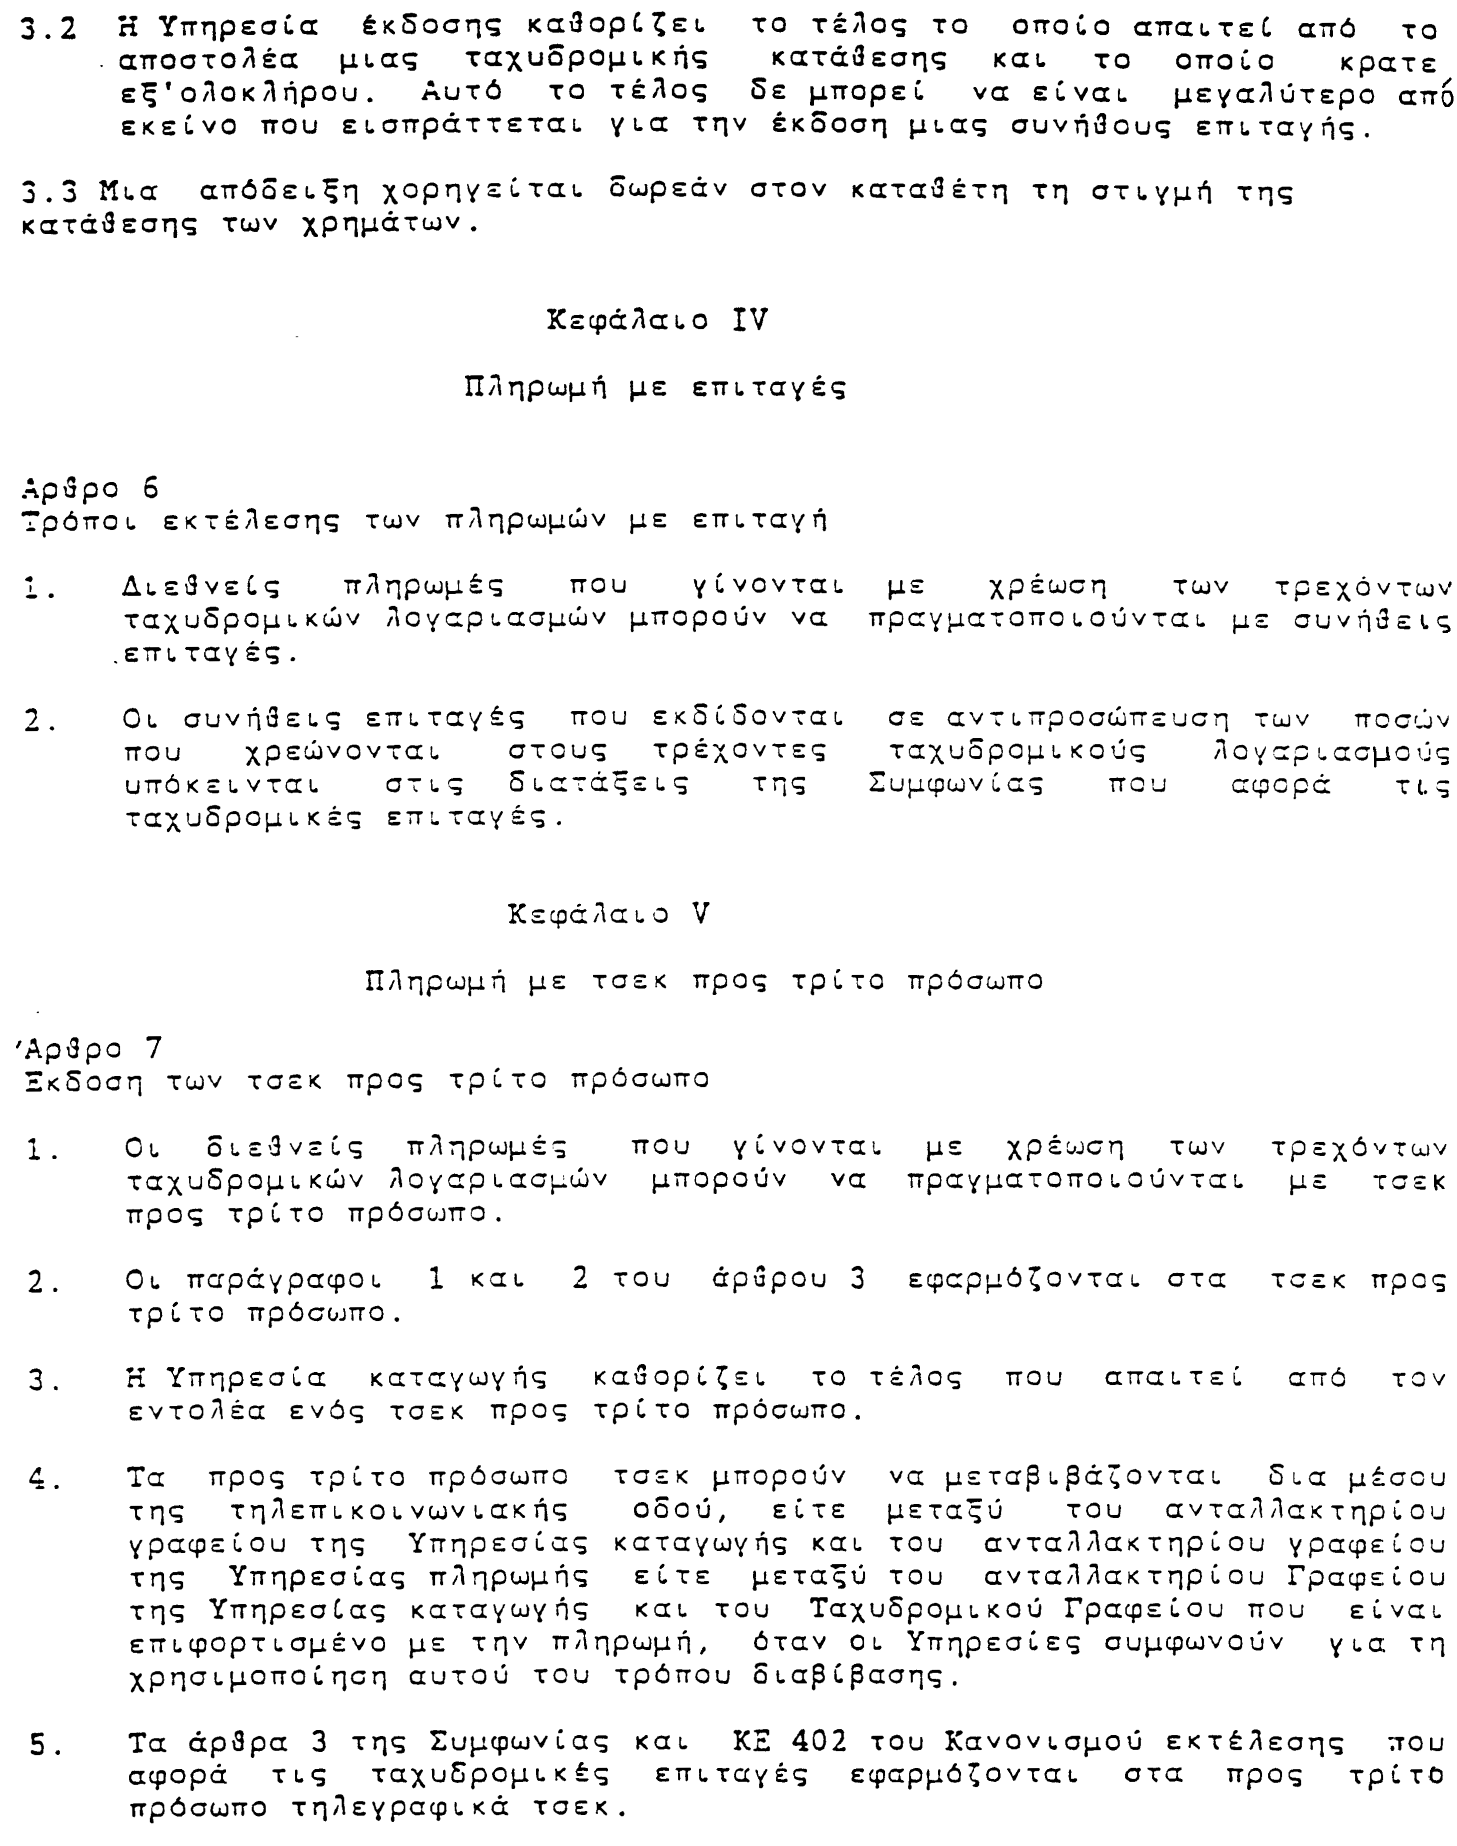 3.2 Η Υπηρεσία έκδοσης καθορίζει το τέλος το οποίο απαιτεί από το
αποστολέα μιας ταχυδρομικής κατάθεσης και το οποίο κρατε
εξ'ολοκλήρου. Αυτό το τέλος δε μπορεί να είναι μεγαλύτερο από
εκείνο που εισπράττεται για την έκδοση μιας συνήθους επιταγής.
3.3 Μια απόδειξη χορηγείται δωρεάν στον καταθέτη τη στιγμή της
κατάθεσης των χρημάτων.
Κεφάλαιο IV
Πληρωμή με επιταγές
Αρθρο 6
Τρόποι εκτέλεσης των πληρωμών με επιταγή
1. Διεθνείς πληρωμές που γίνονται με χρέωση των τρεχόντων
ταχυδρομικών λογαριασμών μπορούν να πραγματοποιούνται με συνήθεις
επιταγές.
2. Οι συνήθεις επιταγές που εκδίδονται σε αντιπροσώπευση των ποσών
που χρεώνονται στους τρέχοντες ταχυδρομικούς λογαριασμούς
υπόκεινται στις διατάξεις της Συμφωνίας που αφορά τις
ταχυδρομικές επιταγές.
Κεφάλαιο V
Πληρωμή με τσεκ προς τρίτο πρόσωπο
'Αρθρο 7
Εκδοση των τσεκ προς τρίτο πρόσωπο
1. Οι διεθνείς πληρωμές που γίνονται με χρέωση των τρεχόντων
ταχυδρομικών λογαριασμών μπορούν να πραγματοποιούνται με τσεκ
προς τρίτο πρόσωπο.
2. Οι παράγραφοι 1 και 2 του άρθρου 3 εφαρμόζονται στα τσεκ προς
τρίτο πρόσωπο.
3. Η Υπηρεσία καταγωγής καθορίζει το τέλος που απαιτεί από τον
εντολέα ενός τσεκ προς τρίτο πρόσωπο.
4. Τα προς τρίτο πρόσωπο τσεκ μπορούν να μεταβιβάζονται δια μέσου
της τηλεπικοινωνιακής οδού, είτε μεταξύ του ανταλλακτηρίου
γραφείου της Υπηρεσίας καταγωγής και του ανταλλακτηρίου γραφείου
της Υπηρεσίας πληρωμής είτε μεταξύ του ανταλλακτηρίου Γραφείου
της Υπηρεσίας καταγωγής και του Ταχυδρομικού Γραφείου που είναι
επιφορτισμένο με την πληρωμή, όταν οι Υπηρεσίες συμφωνούν για τη
χρησιμοποίηση αυτού του τρόπου διαβίβασης.
5. Τα άρθρα 3 της Συμφωνίας και ΚΕ 402 του Κανονισμού εκτέλεσης που
αφορά τις ταχυδρομικές επιταγές εφαρμόζονται στα προς τρίτο
πρόσωπο τηλεγραφικά τσεκ.